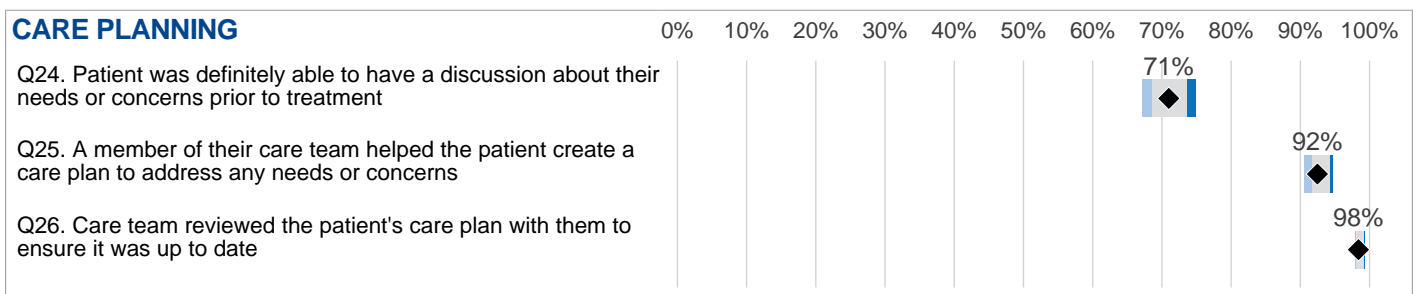 CARE PLANNING
0% 10% 20% 30% 40% 50% 60% 70% 80% 90% 100%
Q24. Patient was definitely able to have a discussion about their
needs or concerns prior to treatment
71%
Q25. A member of their care team helped the patient create a
care plan to address any needs or concerns
92%
Q26. Care team reviewed the patient's care plan with them to
ensure it was up to date
98%